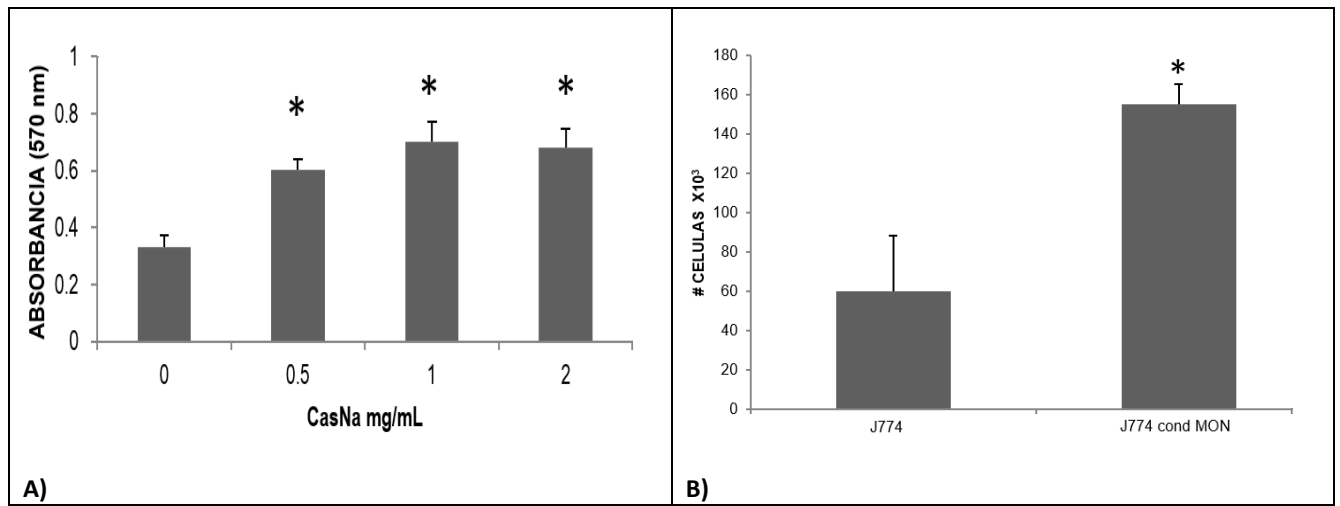 1
0.8
0.6
0.4
0.2
0
ABSORBANCIA (570 nm)
*
*
*
0 0.5 1 2
CasNa mg/mL
A)
180
160
140
120
100
80
60
40
20
0
# CELULAS X10³
*
J774 J774 cond MON
B)